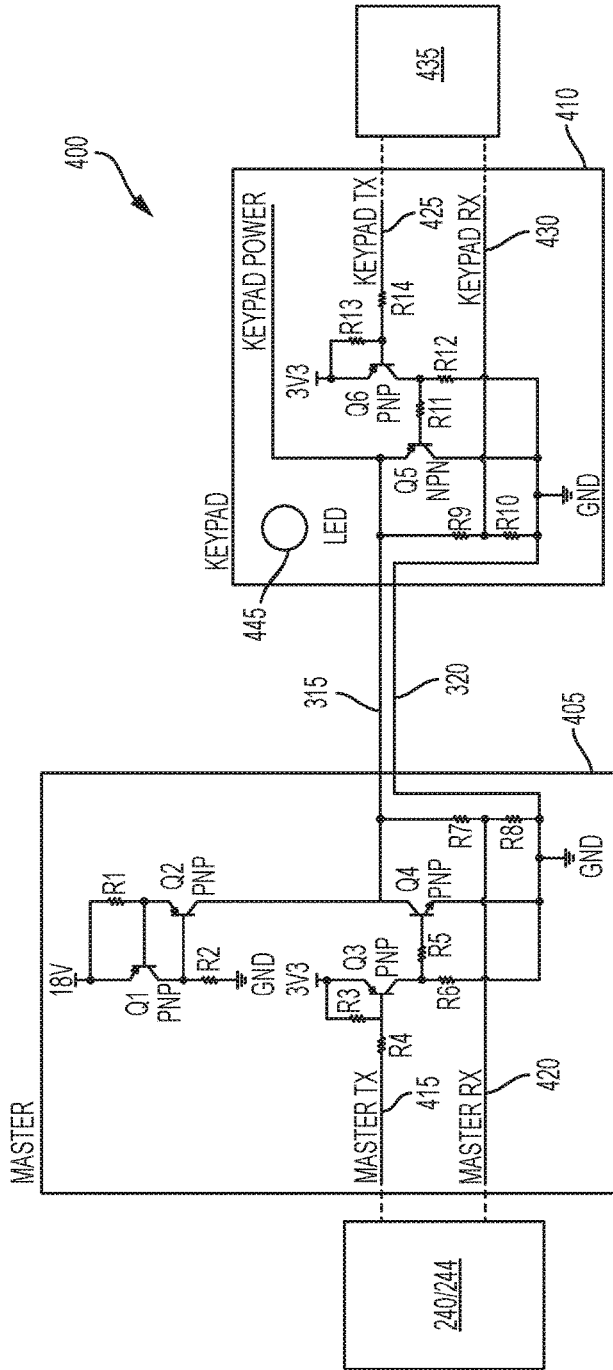 400
MASTER
18V
R1
Q1
PNP
Q2
PNP
R2
GND
3V3
R3
Q3
PNP
R4
R5
Q4
PNP
R6
R7
R8
GND
MASTER TX
415
MASTER RX
420
240/244
405
315
320
KEYPAD
445
LED
KEYPAD POWER
3V3
R13
Q6
PNP
R14
KEYPAD TX
425
Q5
NPN
R11
R12
R9
R10
KEYPAD RX
430
GND
410
435